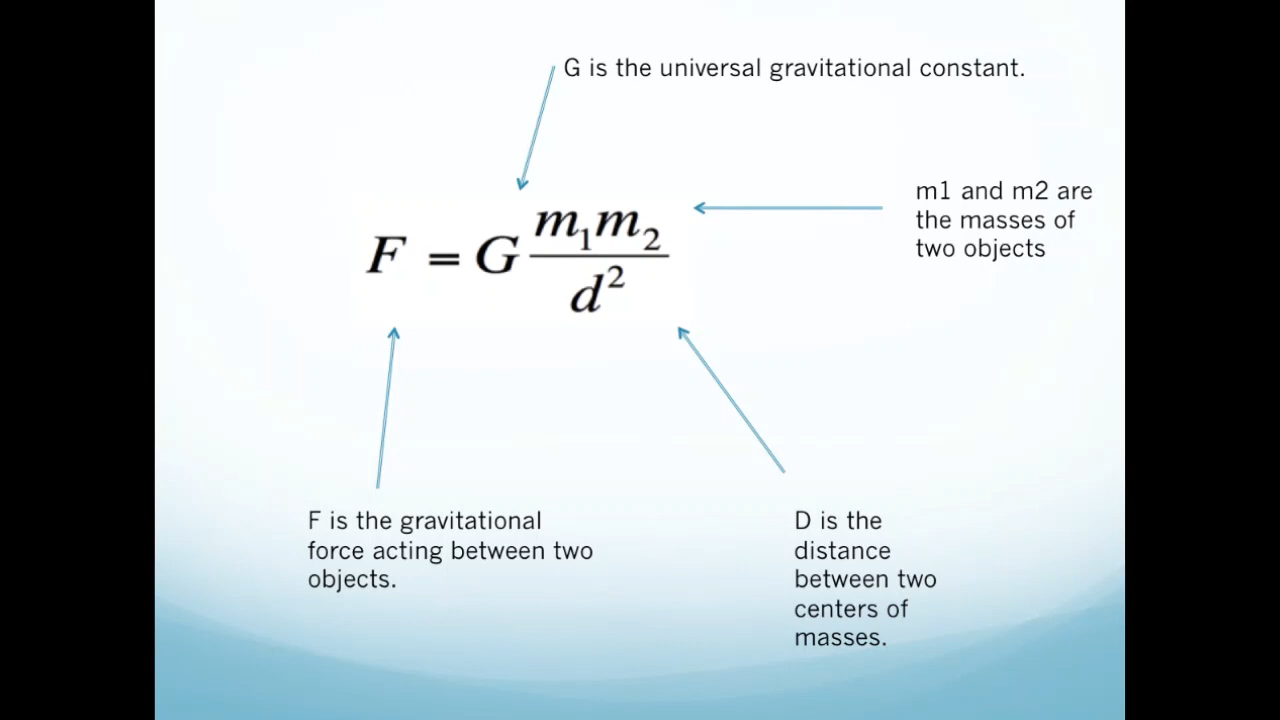 G is the universal gravitational constant.
m1 and m2 are
the masses of
two objects
F = G m₁m₂ / d²
F is the gravitational
force acting between two
objects.
D is the
distance
between two
centers of
masses.